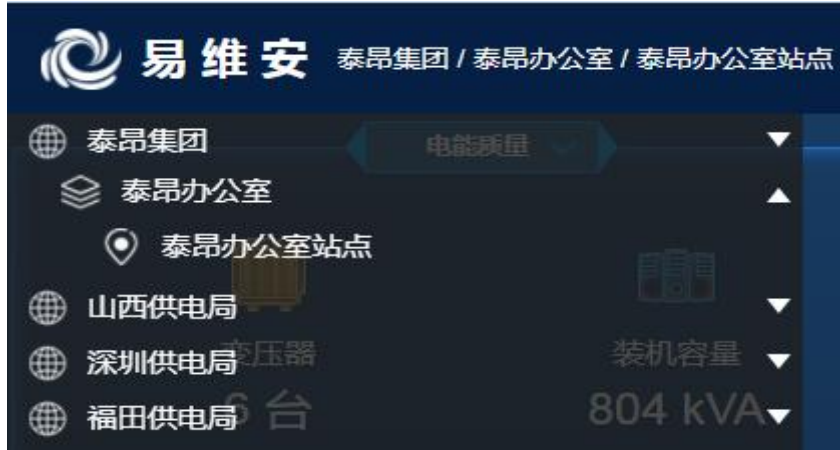 易维安 泰昂集团 / 泰昂办公室 / 泰昂办公室站点
泰昂集团 电能质量
泰昂办公室
泰昂办公室站点
山西供电局
变压器 装机容量
深圳供电局
6 台 804 kVA
福田供电局